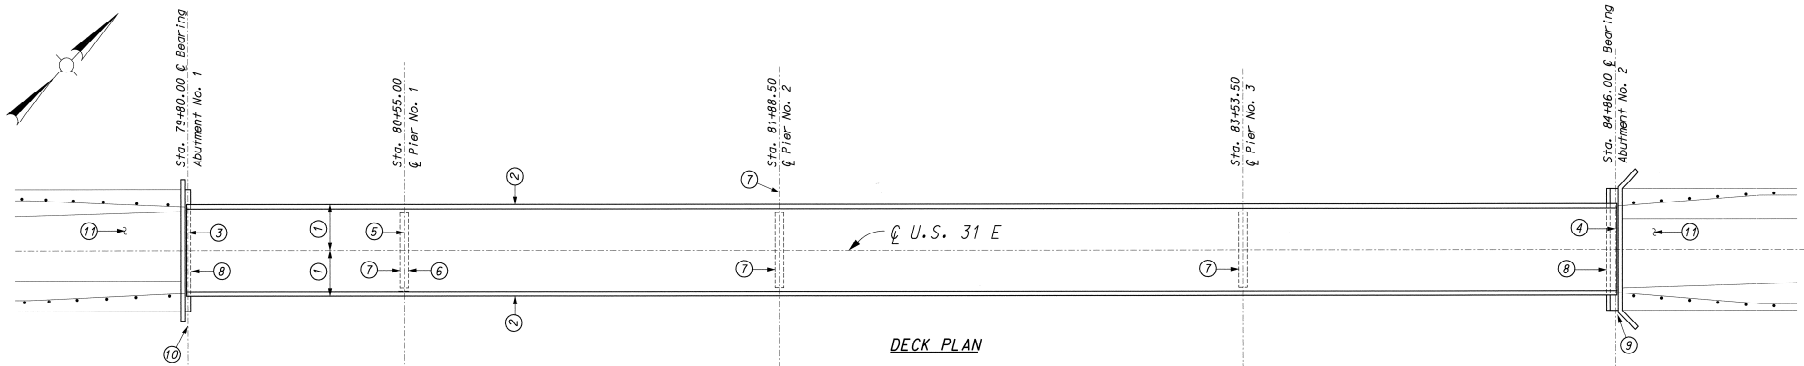 Sta. 79+80.00 ℄ Bearing
Abutment No. 1
Sta. 80+55.00
℄ Pier No. 1
Sta. 81+88.50
℄ Pier No. 2
Sta. 83+53.50
℄ Pier No. 3
Sta. 84+86.00 ℄ Bearing
Abutment No. 2
2
7
11
3
1
5
℄ U.S. 31 E
4
11
8
1
7
6
7
7
8
2
10
DECK PLAN
9